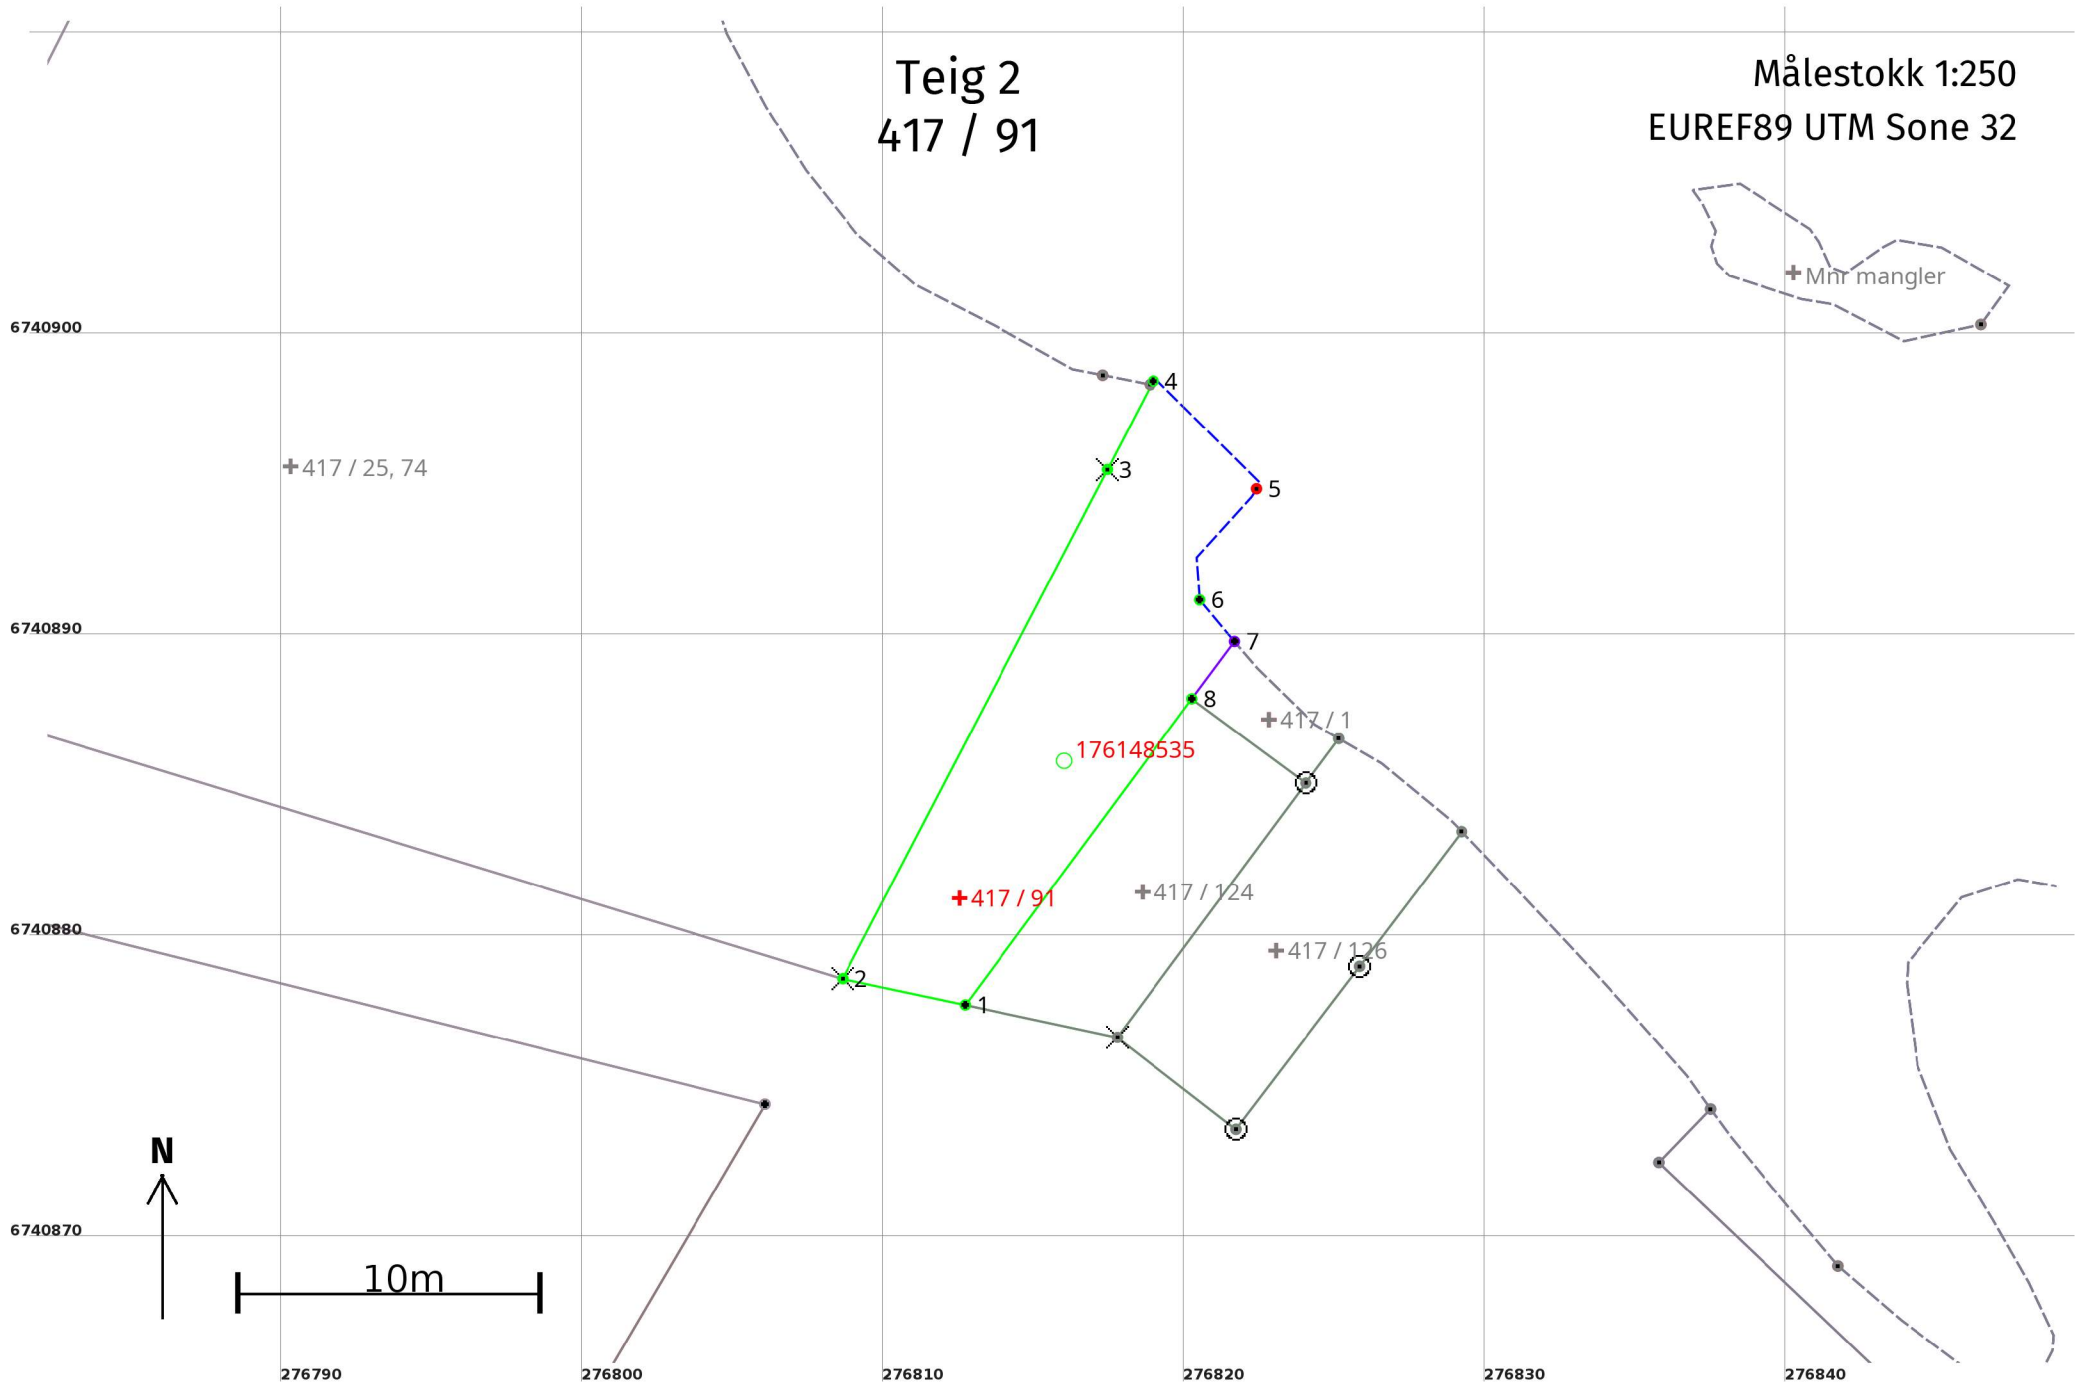 Teig 2
417 / 91
Målestokk 1:250
EUREF89 UTM Sone 32
Mnr mangler
6740900
4
3
417 / 25, 74
5
6
6740890
7
8
417 / 1
176148535
417 / 91
417 / 124
6740880
417 / 126
2
1
N
6740870
10m
276790
276800
276810
276820
276830
276840